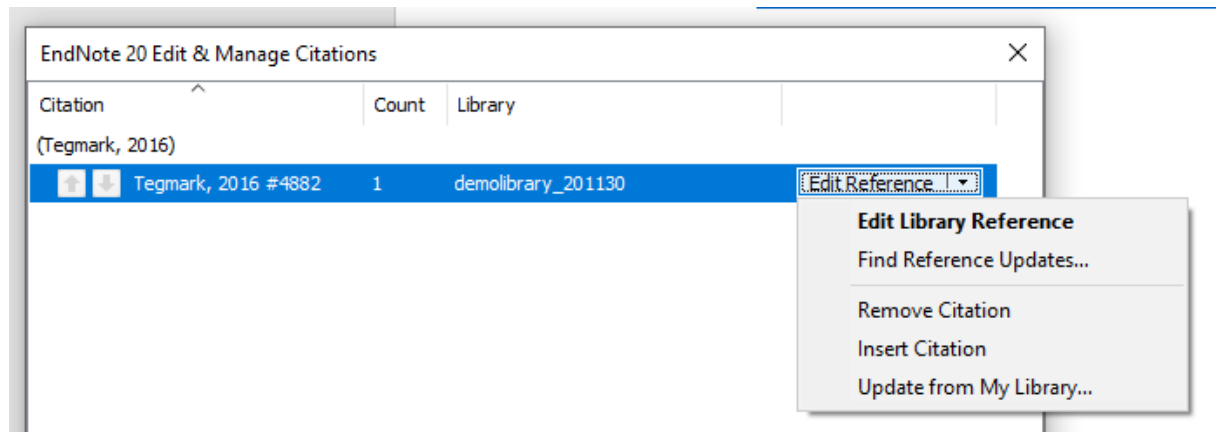 EndNote 20 Edit & Manage Citations
Citation Count Library
(Tegmark, 2016)
Tegmark, 2016 #4882 1 demolibrary_201130 Edit Reference
Edit Library Reference
Find Reference Updates...
Remove Citation
Insert Citation
Update from My Library...